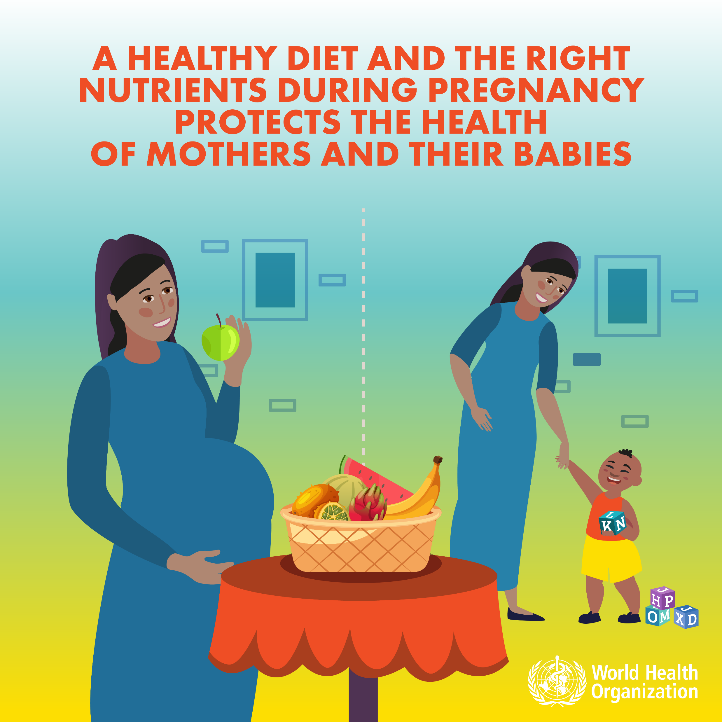 A HEALTHY DIET AND THE RIGHT
NUTRIENTS DURING PREGNANCY
PROTECTS THE HEALTH
OF MOTHERS AND THEIR BABIES
K N
H P
O M X D
World Health
Organization